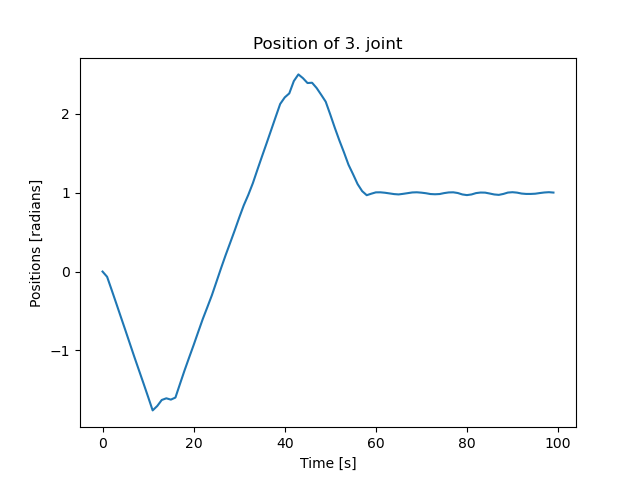 Position of 3. joint
2
1
0
−1
Positions [radians]
0 20 40 60 80 100
Time [s]